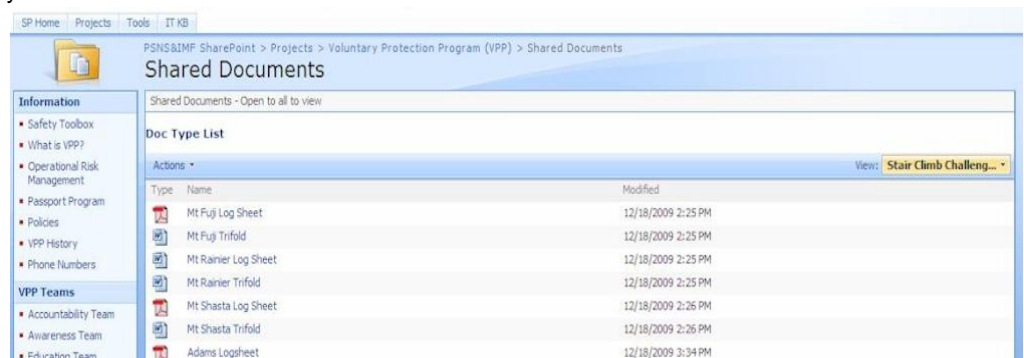 y
SP Home Projects Tools IT KB
PSNS&IMF SharePoint > Projects > Voluntary Protection Program (VPP) > Shared Documents
Shared Documents
Information
Safety Toolbox
What is VPP?
Operational Risk
Management
Passport Program
Policies
VPP History
Phone Numbers
VPP Teams
Accountability Team
Awareness Team
Education Team
Shared Documents - Open to all to view
Doc Type List
Actions View: Stair Climb Challeng...
Type Name Modified
Mt Fuji Log Sheet 12/18/2009 2:25 PM
Mt Fuji Trifold 12/18/2009 2:25 PM
Mt Rainier Log Sheet 12/18/2009 2:25 PM
Mt Rainier Trifold 12/18/2009 2:25 PM
Mt Shasta Log Sheet 12/18/2009 2:26 PM
Mt Shasta Trifold 12/18/2009 2:26 PM
Adams Logsheet 12/18/2009 3:34 PM